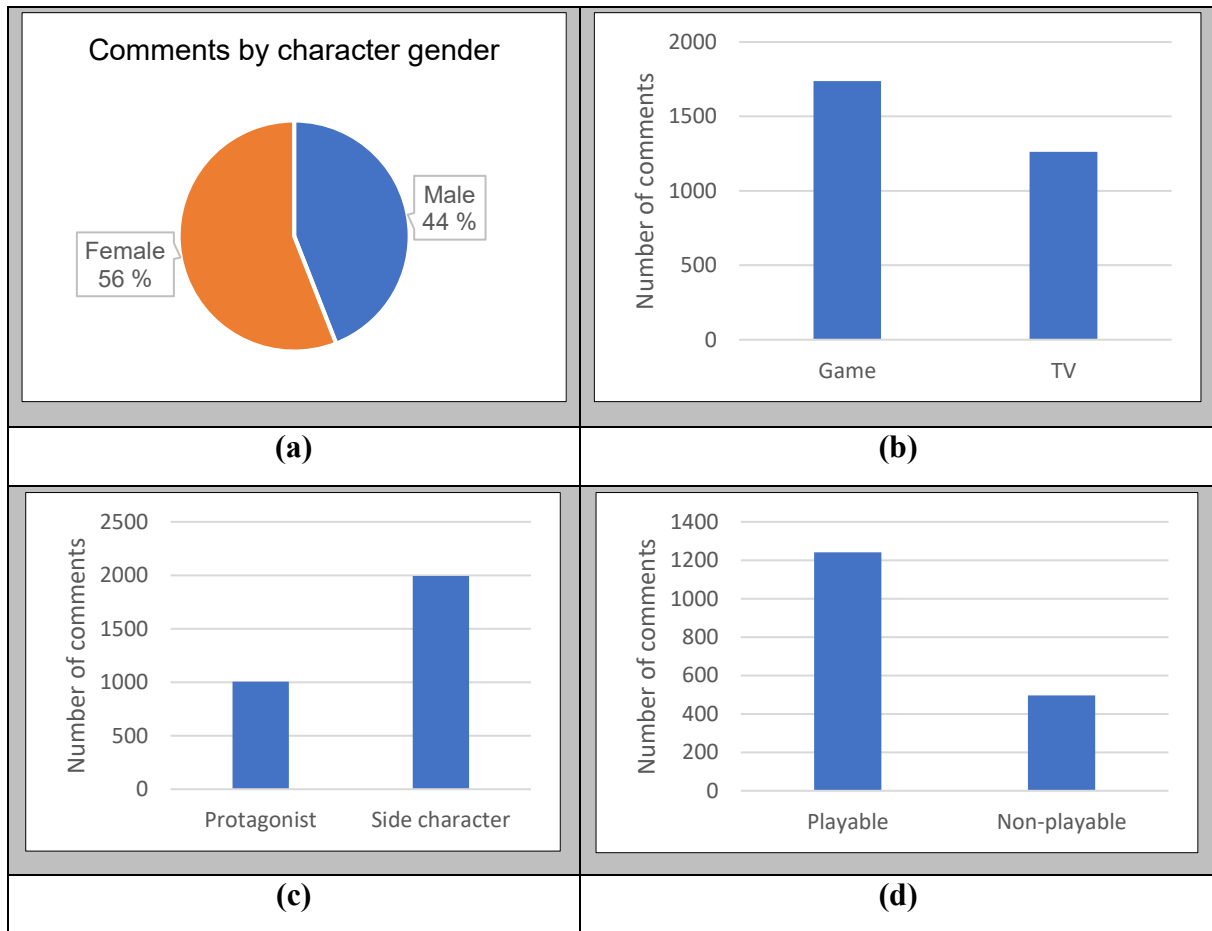 Comments by character gender
Male
44 %
Female
56 %
(a)
Number of comments
2000
1500
1000
500
0
Game TV
(b)
Number of comments
2500
2000
1500
1000
500
0
Protagonist Side character
(c)
Number of comments
1400
1200
1000
800
600
400
200
0
Playable Non-playable
(d)